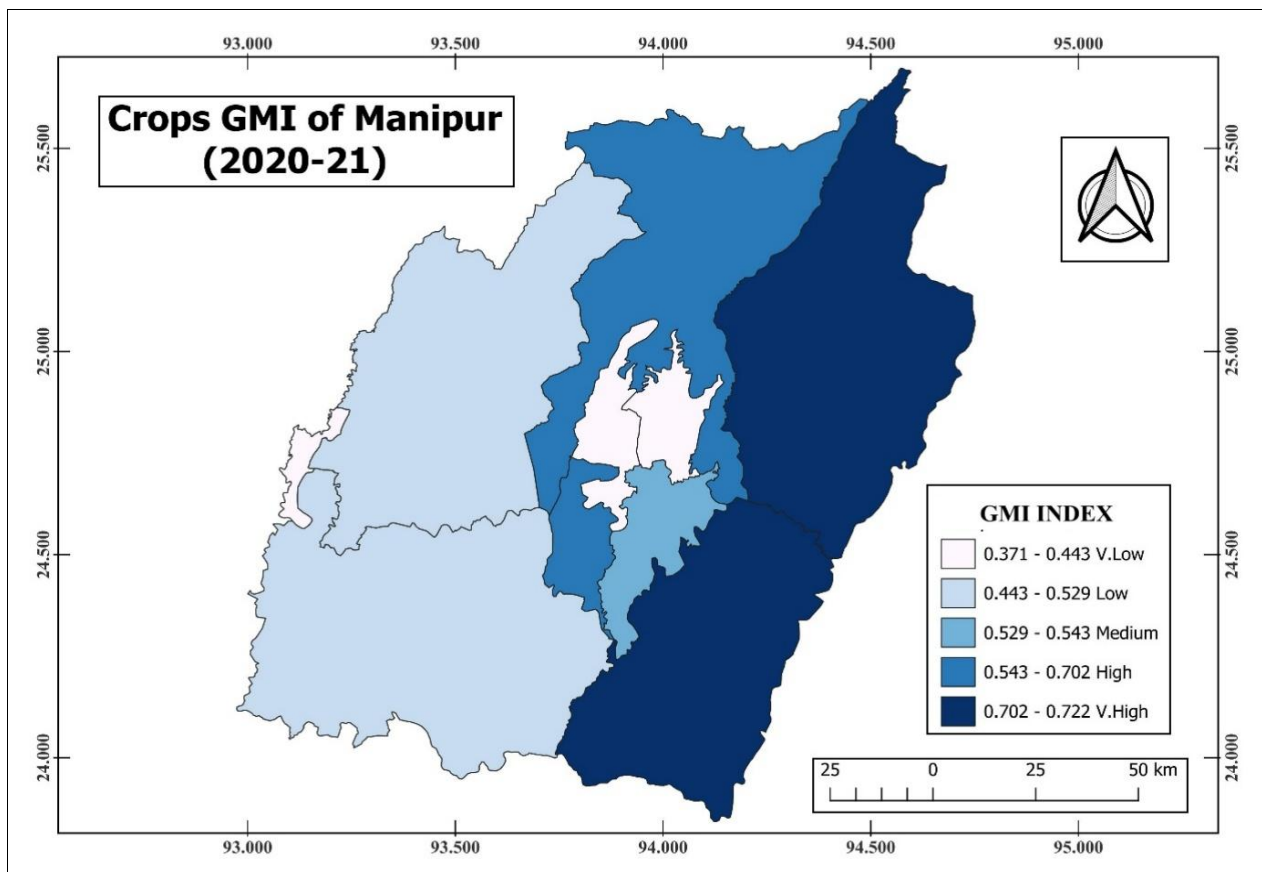 93.000 93.500 94.000 94.500 95.000
Crops GMI of Manipur
(2020-21)
25.500 25.500
25.000 25.000
24.500 24.500
24.000 24.000
GMI INDEX
0.371 - 0.443 V.Low
0.443 - 0.529 Low
0.529 - 0.543 Medium
0.543 - 0.702 High
0.702 - 0.722 V.High
25 0 25 50 km
93.000 93.500 94.000 94.500 95.000